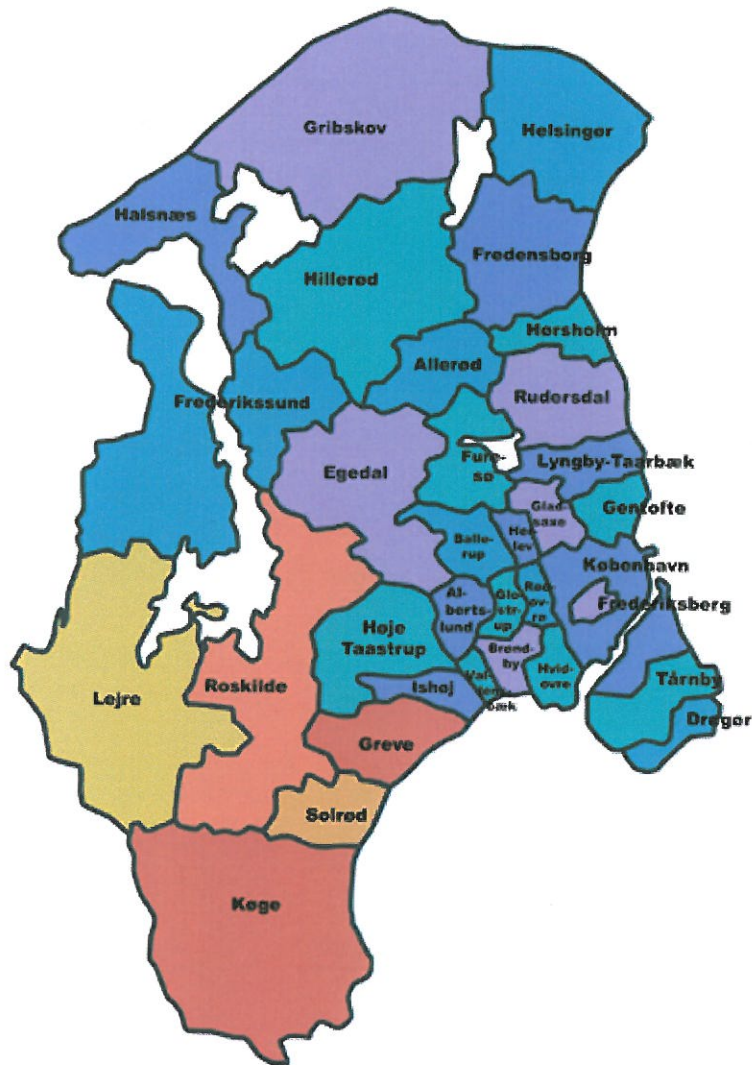 Gribskov
Helsingør
Halsnæs
Fredensborg
Hillerød
Hørsholm
Allerød
Rudersdal
Frederikssund
Egedal
Fure-
sø
Lyngby-Taarbæk
Glad-
saxe
Gentofte
Balle-
rup
Her-
lev
København
Al-
berts-
lund
Glo-
str-
up
Rød-
ov-
re
Frederiksberg
Høje
Taastrup
Brønd-
by
Hvid-
ovre
Tårnby
Lejre
Roskilde
Ishøj
Dragør
Greve
Solrød
Køge